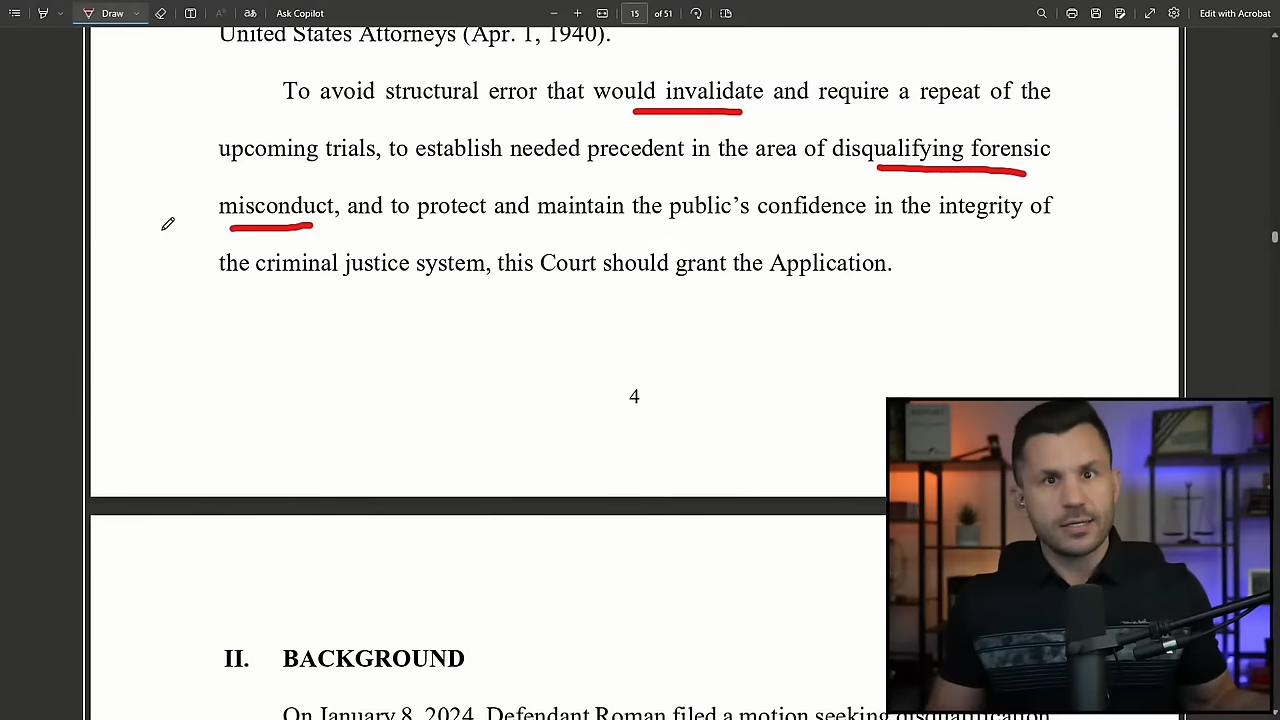 Draw
Ask Copilot
15 of 51
Edit with Acrobat
United States Attorneys (Apr. 1, 1940).
To avoid structural error that would invalidate and require a repeat of the
upcoming trials, to establish needed precedent in the area of disqualifying forensic
misconduct, and to protect and maintain the public’s confidence in the integrity of
the criminal justice system, this Court should grant the Application.
4
II. BACKGROUND
On January 8, 2024, Defendant Roman filed a motion seeking disqualification